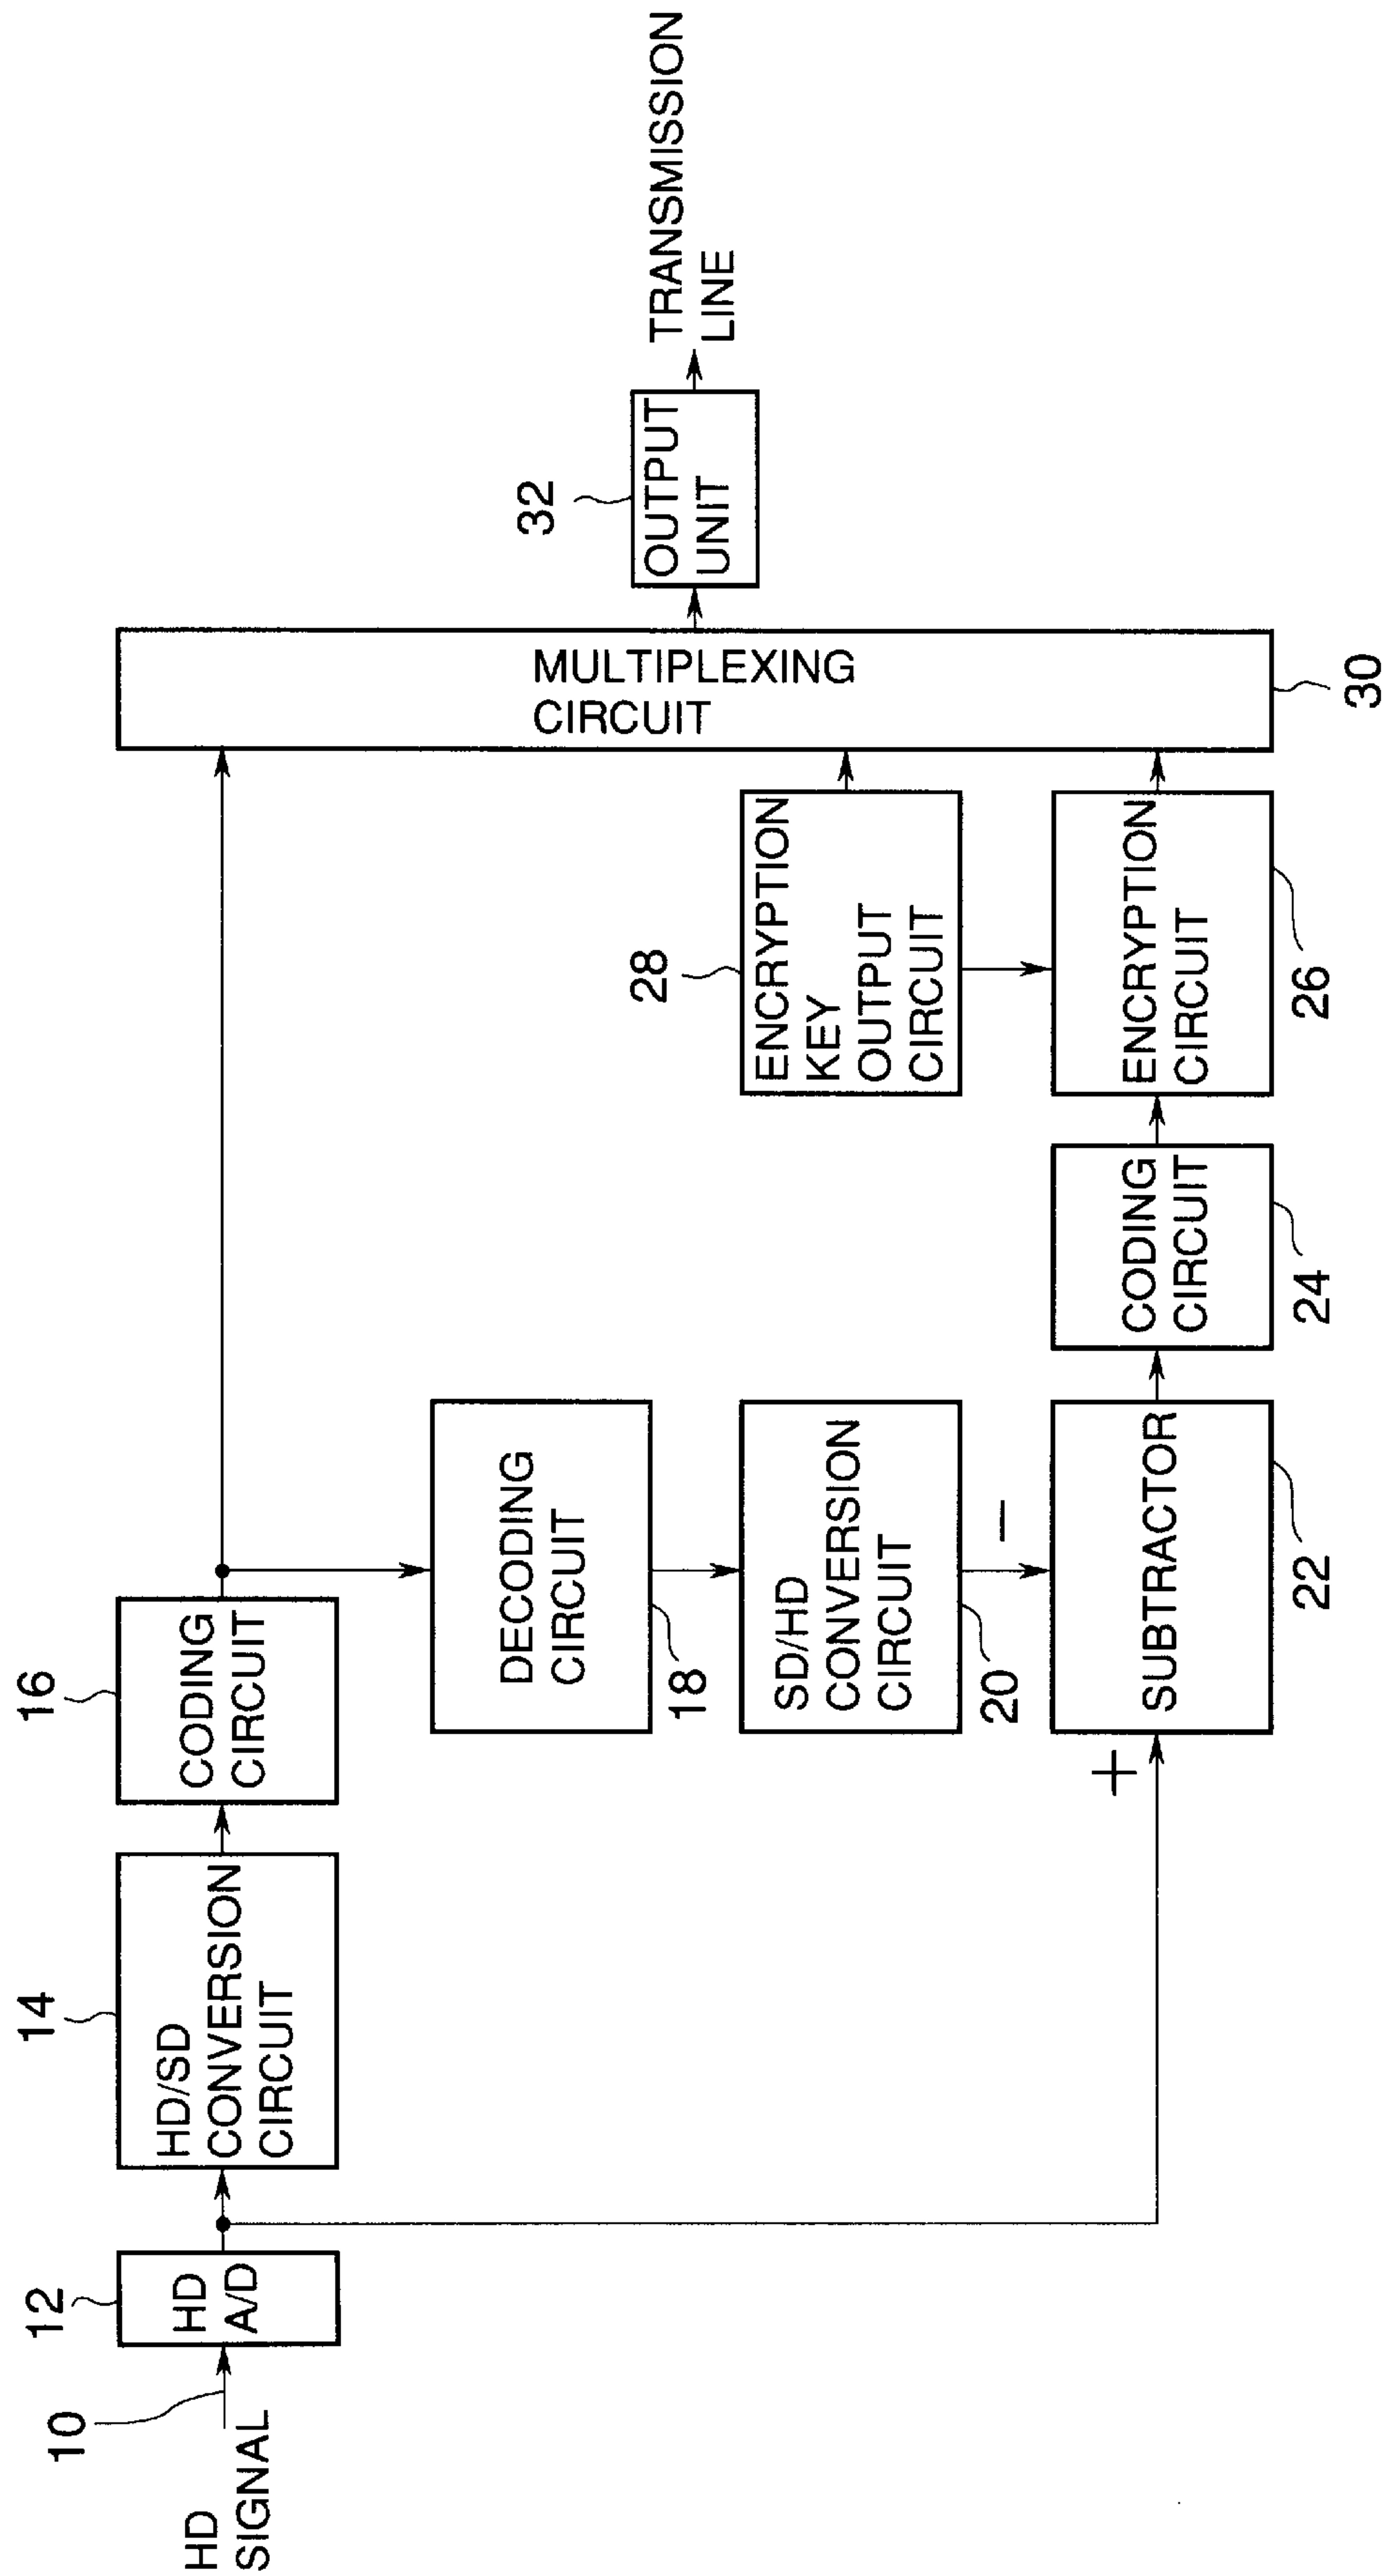 HD
SIGNAL
10
12
HD
A/D
14
HD/SD
CONVERSION
CIRCUIT
16
CODING
CIRCUIT
DECODING
CIRCUIT
18
SD/HD
CONVERSION
CIRCUIT
20
−
+
SUBTRACTOR
22
CODING
CIRCUIT
24
28
ENCRYPTION
KEY
OUTPUT
CIRCUIT
ENCRYPTION
CIRCUIT
26
MULTIPLEXING
CIRCUIT
30
32
OUTPUT
UNIT
TRANSMISSION
LINE